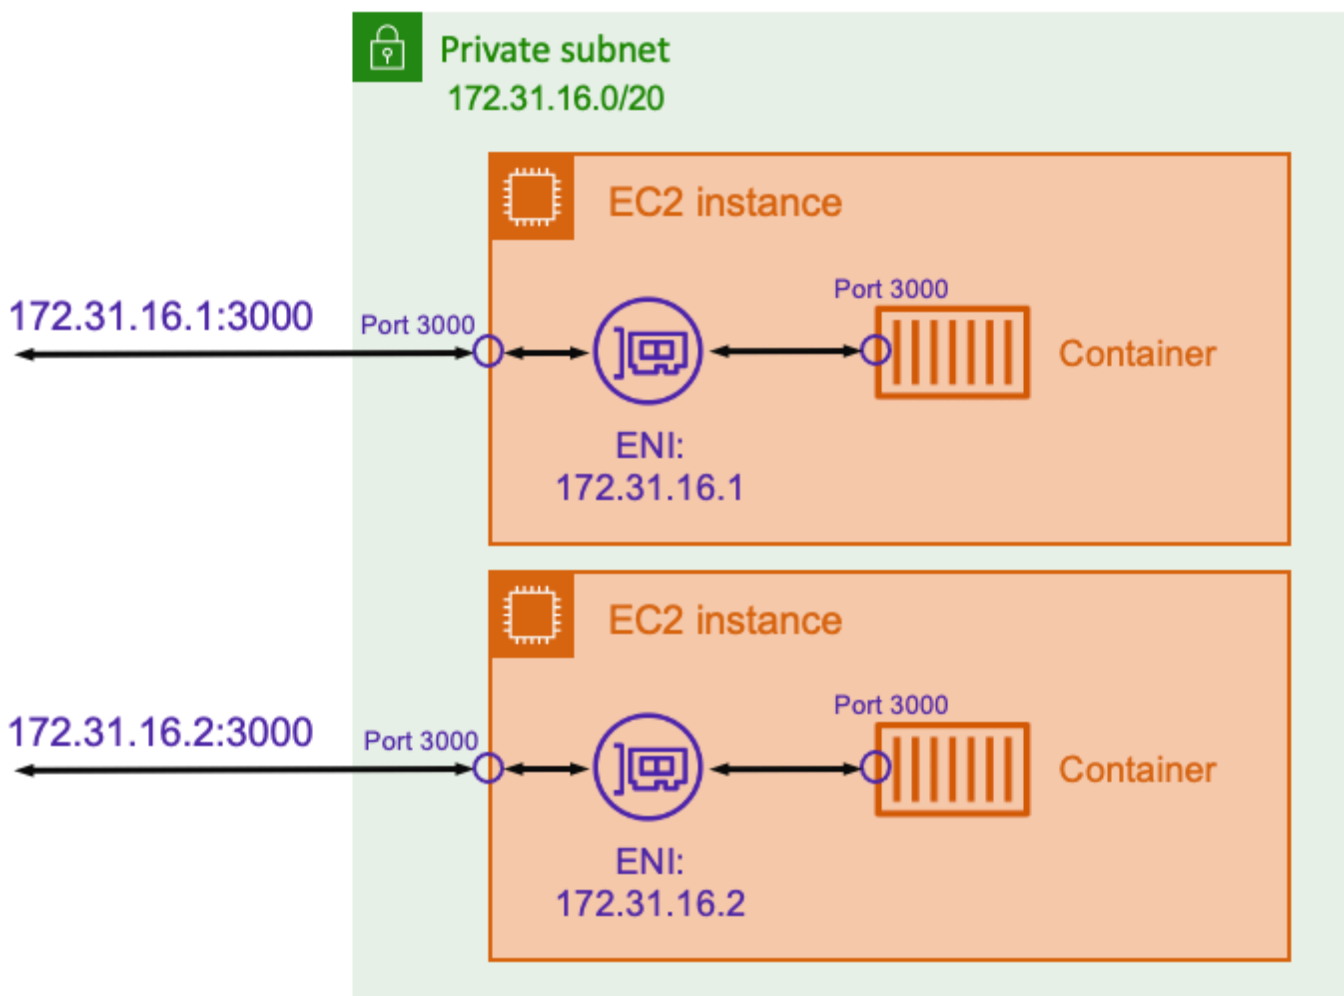 Private subnet
172.31.16.0/20
EC2 instance
Port 3000
172.31.16.1:3000
Port 3000
Container
ENI:
172.31.16.1
EC2 instance
Port 3000
172.31.16.2:3000
Port 3000
Container
ENI:
172.31.16.2